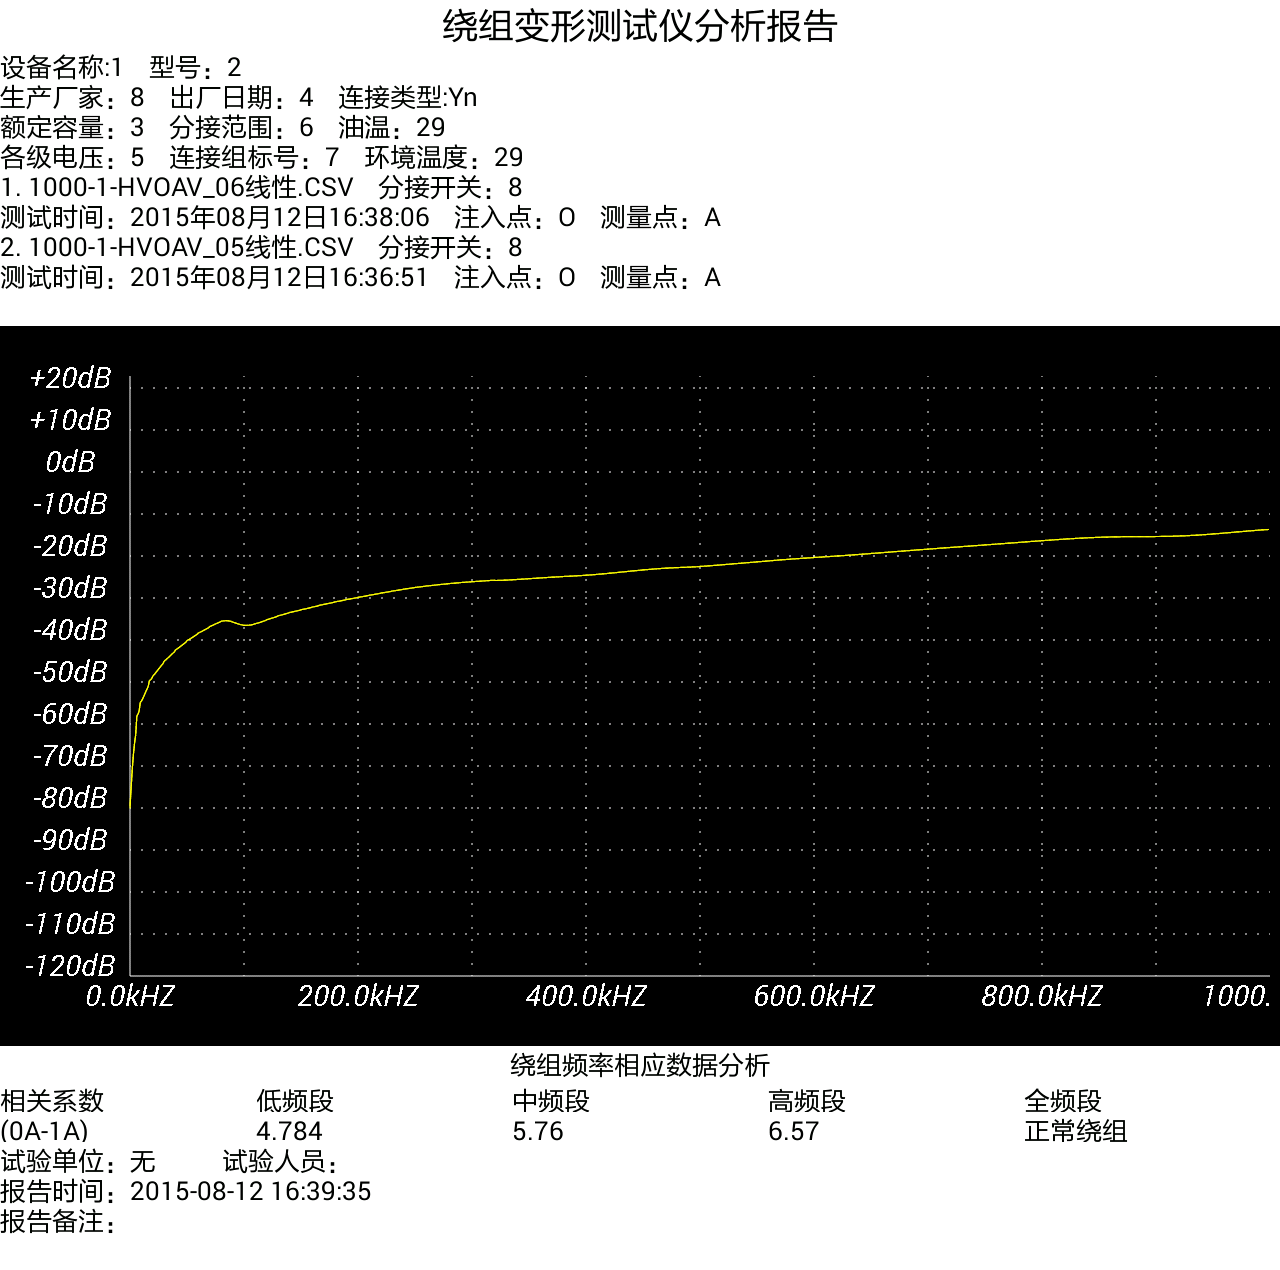 绕组变形测试仪分析报告
设备名称:1 型号：2
生产厂家：8 出厂日期：4 连接类型:Yn
额定容量：3 分接范围：6 油温：29
各级电压：5 连接组标号：7 环境温度：29
1. 1000-1-HVOAV_06线性.CSV 分接开关：8
测试时间：2015年08月12日16:38:06 注入点：O 测量点：A
2. 1000-1-HVOAV_05线性.CSV 分接开关：8
测试时间：2015年08月12日16:36:51 注入点：O 测量点：A
+20dB
+10dB
0dB
-10dB
-20dB
-30dB
-40dB
-50dB
-60dB
-70dB
-80dB
-90dB
-100dB
-110dB
-120dB
0.0kHZ 200.0kHZ 400.0kHZ 600.0kHZ 800.0kHZ 1000.
绕组频率相应数据分析
相关系数 低频段 中频段 高频段 全频段
(0A-1A) 4.784 5.76 6.57 正常绕组
试验单位：无 试验人员：
报告时间：2015-08-12 16:39:35
报告备注：